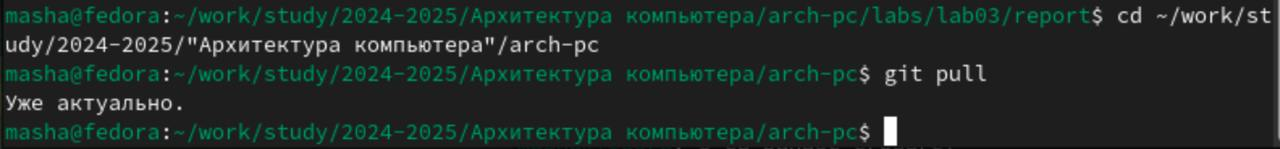 masha@fedora:~/work/study/2024-2025/Архитектура компьютера/arch-pc/labs/lab03/report$ cd ~/work/st
udy/2024-2025/"Архитектура компьютера"/arch-pc
masha@fedora:~/work/study/2024-2025/Архитектура компьютера/arch-pc$ git pull
Уже актуально.
masha@fedora:~/work/study/2024-2025/Архитектура компьютера/arch-pc$